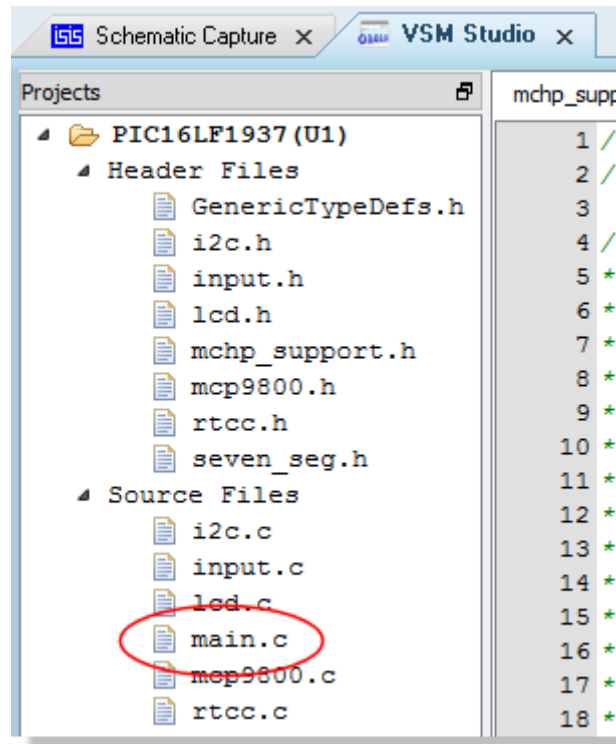 isis Schematic Capture x VSM Studio x
Projects
mchp_supp
PIC16LF1937(U1)
Header Files
GenericTypeDefs.h
i2c.h
input.h
lcd.h
mchp_support.h
mcp9800.h
rtcc.h
seven_seg.h
Source Files
i2c.c
input.c
lcd.c
main.c
mcp9800.c
rtcc.c
1 /
2 /
3
4 /
5 *
6 *
7 *
8 *
9 *
10 *
11 *
12 *
13 *
14 *
15 *
16 *
17 *
18 *